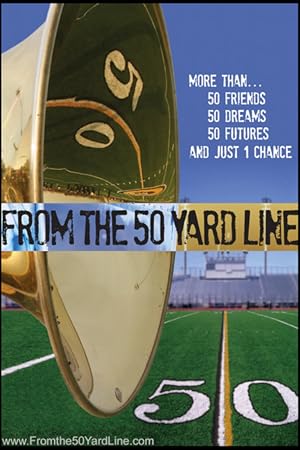 50
MORE THAN...
50 FRIENDS
50 DREAMS
50 FUTURES
AND JUST 1 CHANCE
FROM THE 50 YARD LINE
50
www.Fromthe50YardLine.com